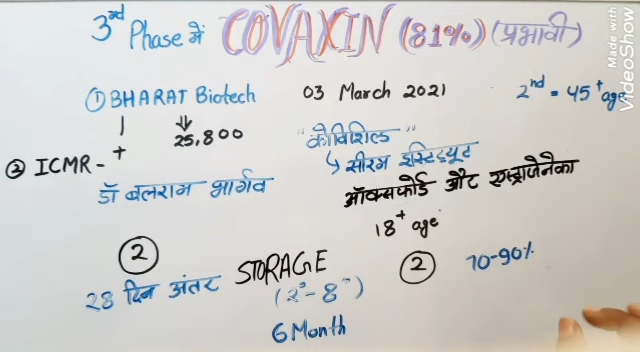 3rd Phase में COVAXIN (81%) (प्रभावी)
① BHARAT Biotech 03 March 2021 2nd = 45+ age
↓ 25,800 "कोविशिल्ड"
② ICMR - + ↳ सीरम इंस्टिट्यूट
डॉ बलराम भार्गव ऑक्सफोर्ड और एस्ट्राजेनेका
18+ age
② STORAGE ② 70-90%
28 दिन अंतर (2°-8°)
6 Month
Made with
VideoShow